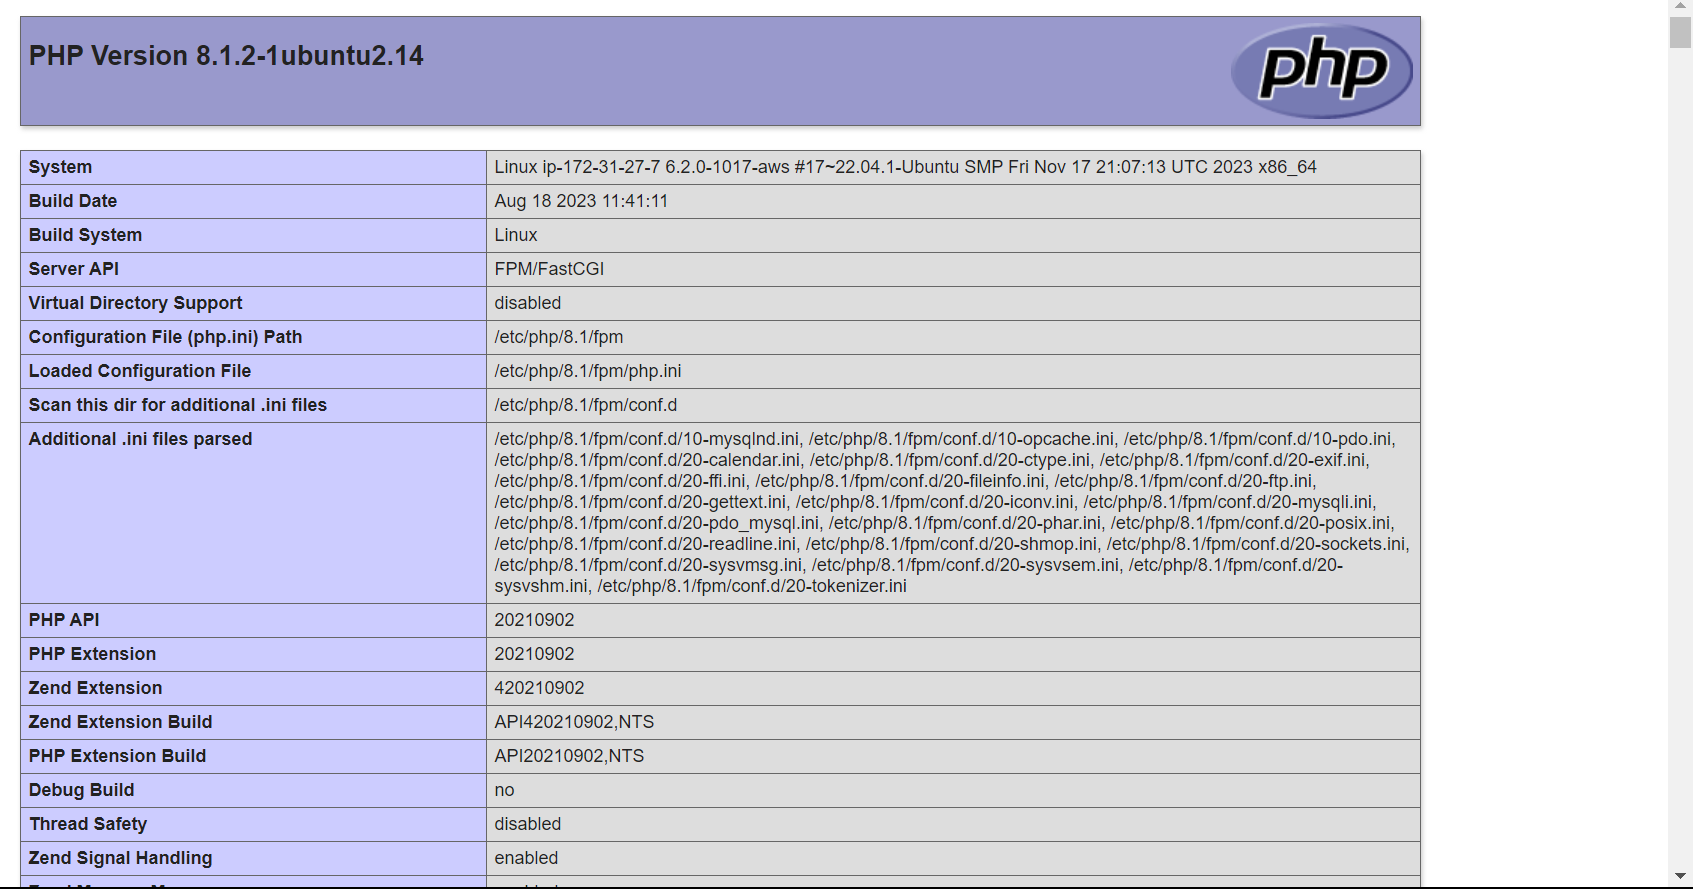 PHP Version 8.1.2-1ubuntu2.14
php
System Linux ip-172-31-27-7 6.2.0-1017-aws #17~22.04.1-Ubuntu SMP Fri Nov 17 21:07:13 UTC 2023 x86_64
Build Date Aug 18 2023 11:41:11
Build System Linux
Server API FPM/FastCGI
Virtual Directory Support disabled
Configuration File (php.ini) Path /etc/php/8.1/fpm
Loaded Configuration File /etc/php/8.1/fpm/php.ini
Scan this dir for additional .ini files /etc/php/8.1/fpm/conf.d
Additional .ini files parsed /etc/php/8.1/fpm/conf.d/10-mysqlnd.ini, /etc/php/8.1/fpm/conf.d/10-opcache.ini, /etc/php/8.1/fpm/conf.d/10-pdo.ini,
/etc/php/8.1/fpm/conf.d/20-calendar.ini, /etc/php/8.1/fpm/conf.d/20-ctype.ini, /etc/php/8.1/fpm/conf.d/20-exif.ini,
/etc/php/8.1/fpm/conf.d/20-ffi.ini, /etc/php/8.1/fpm/conf.d/20-fileinfo.ini, /etc/php/8.1/fpm/conf.d/20-ftp.ini,
/etc/php/8.1/fpm/conf.d/20-gettext.ini, /etc/php/8.1/fpm/conf.d/20-iconv.ini, /etc/php/8.1/fpm/conf.d/20-mysqli.ini,
/etc/php/8.1/fpm/conf.d/20-pdo_mysql.ini, /etc/php/8.1/fpm/conf.d/20-phar.ini, /etc/php/8.1/fpm/conf.d/20-posix.ini,
/etc/php/8.1/fpm/conf.d/20-readline.ini, /etc/php/8.1/fpm/conf.d/20-shmop.ini, /etc/php/8.1/fpm/conf.d/20-sockets.ini,
/etc/php/8.1/fpm/conf.d/20-sysvmsg.ini, /etc/php/8.1/fpm/conf.d/20-sysvsem.ini, /etc/php/8.1/fpm/conf.d/20-
sysvshm.ini, /etc/php/8.1/fpm/conf.d/20-tokenizer.ini
PHP API 20210902
PHP Extension 20210902
Zend Extension 420210902
Zend Extension Build API420210902,NTS
PHP Extension Build API20210902,NTS
Debug Build no
Thread Safety disabled
Zend Signal Handling enabled